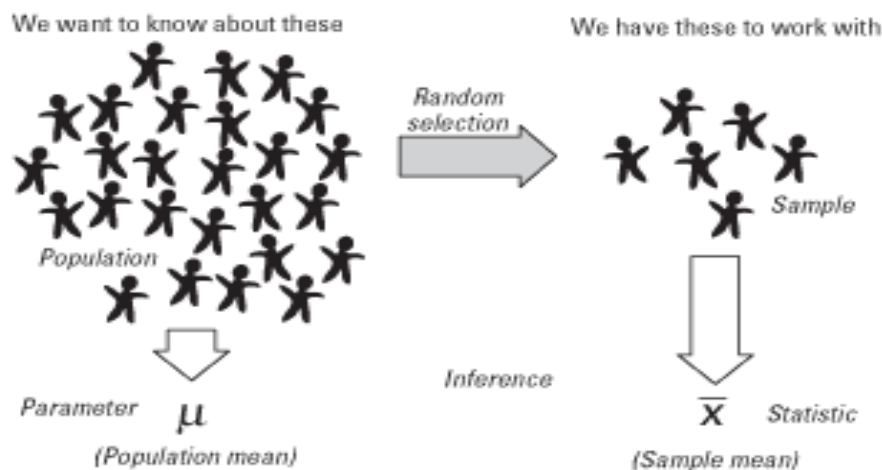 We want to know about these
We have these to work with
Random
selection
Population
Sample
Inference
Parameter μ
x̄ Statistic
(Population mean)
(Sample mean)